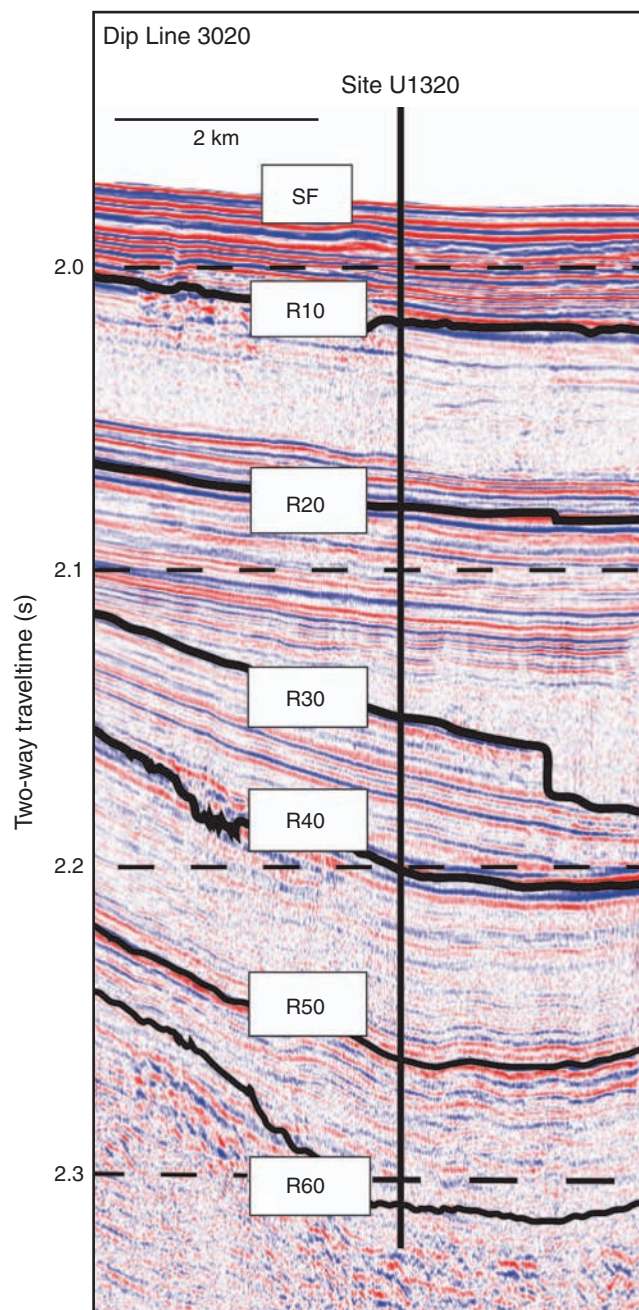 Dip Line 3020
Site U1320
2 km
SF
2.0
R10
R20
2.1
Two-way traveltime (s)
R30
R40
2.2
R50
2.3
R60